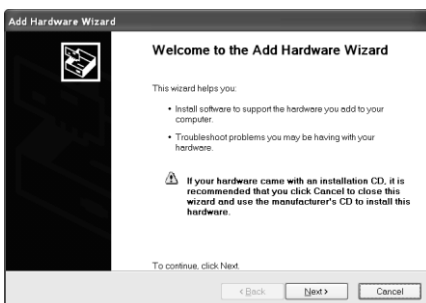 Add Hardware Wizard
Welcome to the Add Hardware Wizard
This wizard helps you:
• Install software to support the hardware you add to your
computer.
• Troubleshoot problems you may be having with your
hardware.
If your hardware came with an installation CD, it is
recommended that you click Cancel to close this
wizard and use the manufacturer's CD to install this
hardware.
To continue, click Next.
< Back
Next >
Cancel